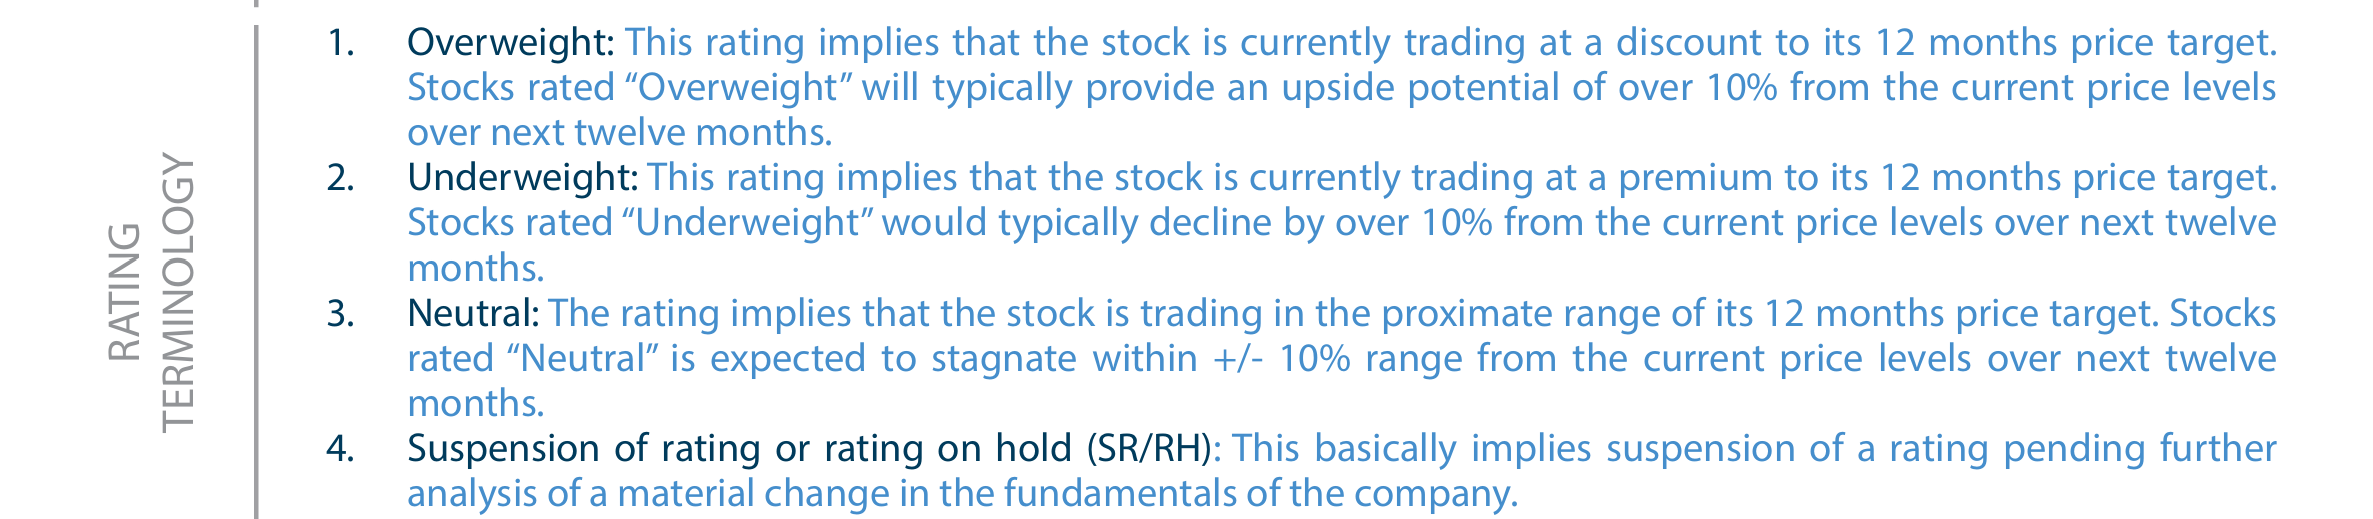 RATING
TERMINOLOGY
1. Overweight: This rating implies that the stock is currently trading at a discount to its 12 months price target.
Stocks rated “Overweight” will typically provide an upside potential of over 10% from the current price levels
over next twelve months.
2. Underweight: This rating implies that the stock is currently trading at a premium to its 12 months price target.
Stocks rated “Underweight” would typically decline by over 10% from the current price levels over next twelve
months.
3. Neutral: The rating implies that the stock is trading in the proximate range of its 12 months price target. Stocks
rated “Neutral” is expected to stagnate within +/- 10% range from the current price levels over next twelve
months.
4. Suspension of rating or rating on hold (SR/RH): This basically implies suspension of a rating pending further
analysis of a material change in the fundamentals of the company.